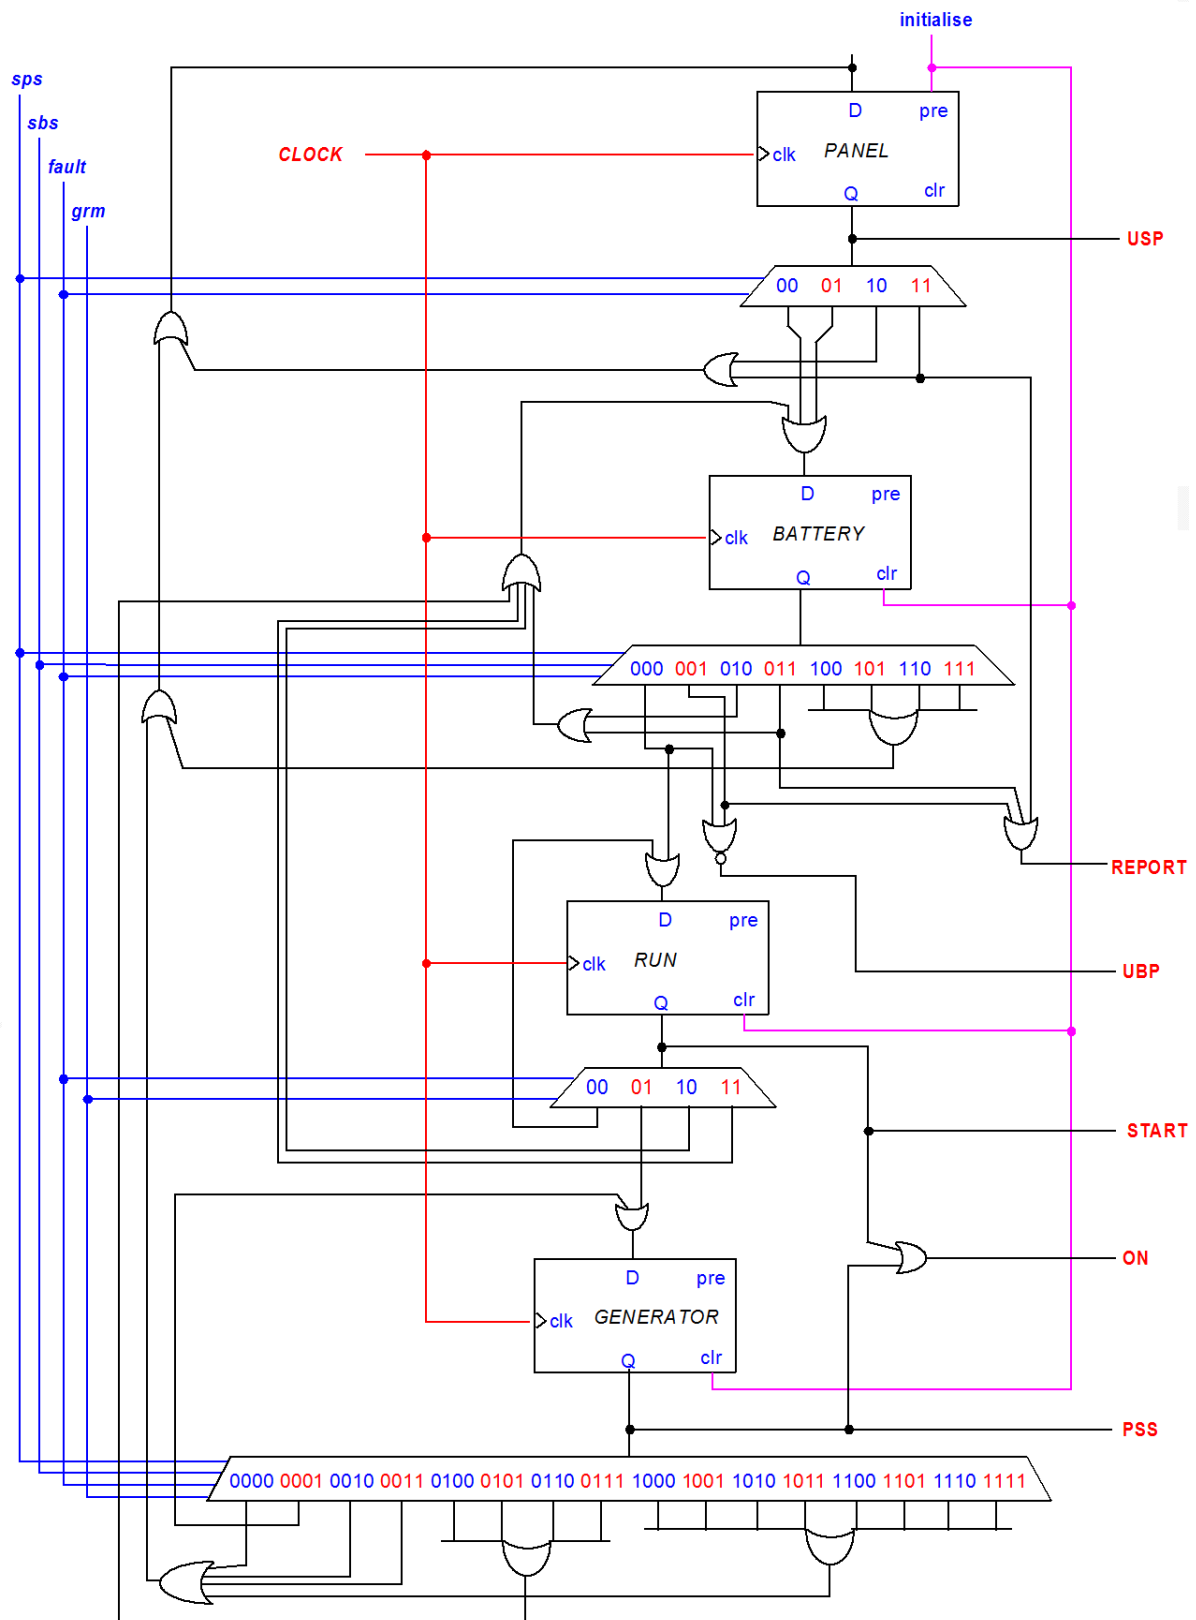 initialise
sps
sbs
fault
grm
CLOCK
D pre
clk PANEL
Q clr
USP
00 01 10 11
D pre
clk BATTERY
Q clr
000 001 010 011 100 101 110 111
REPORT
D pre
clk RUN
Q clr
UBP
00 01 10 11
START
ON
D pre
clk GENERATOR
Q clr
PSS
0000 0001 0010 0011 0100 0101 0110 0111 1000 1001 1010 1011 1100 1101 1110 1111